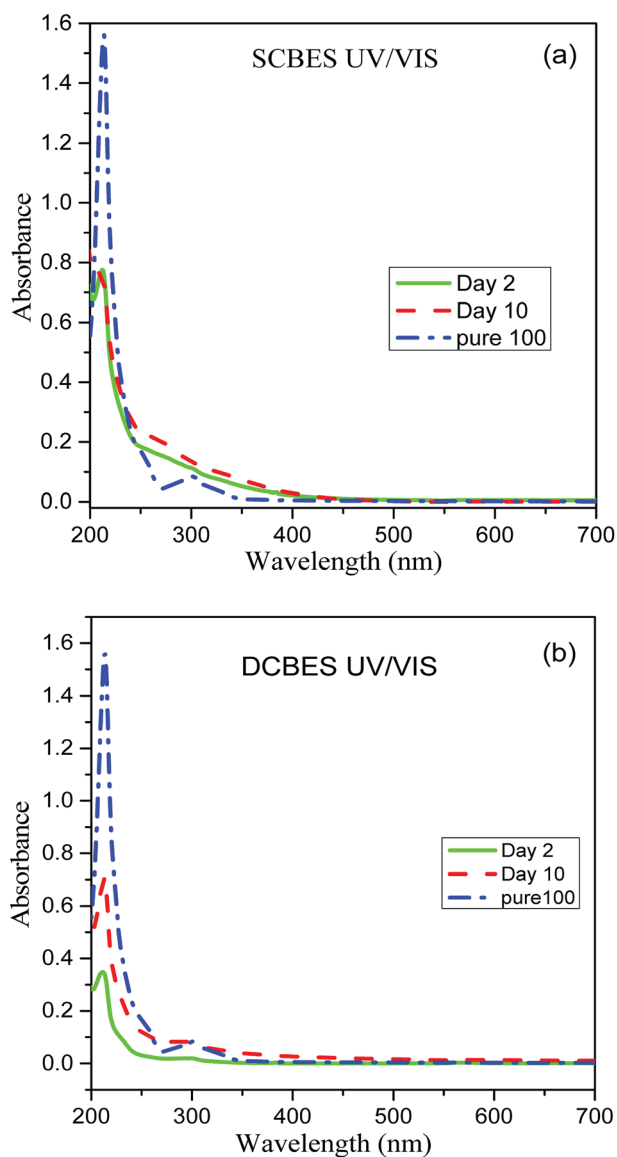 SCBES UV/VIS
(a)
Absorbance
1.6
1.4
1.2
1.0
0.8
0.6
0.4
0.2
0.0
Day 2
Day 10
pure 100
200 300 400 500 600 700
Wavelength (nm)
DCBES UV/VIS
(b)
Absorbance
1.6
1.4
1.2
1.0
0.8
0.6
0.4
0.2
0.0
Day 2
Day 10
pure100
200 300 400 500 600 700
Wavelength (nm)